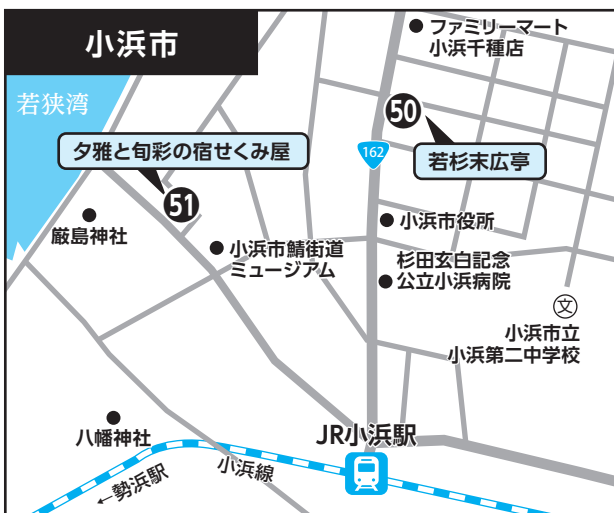 小浜市
ファミリーマート
小浜千種店
若狭湾
50
162
夕雅と旬彩の宿せくみ屋
若杉末広亭
51
厳島神社
小浜市役所
小浜市鯖街道
ミュージアム
杉田玄白記念
公立小浜病院
文
小浜市立
小浜第二中学校
八幡神社
JR小浜駅
小浜線
←勢浜駅